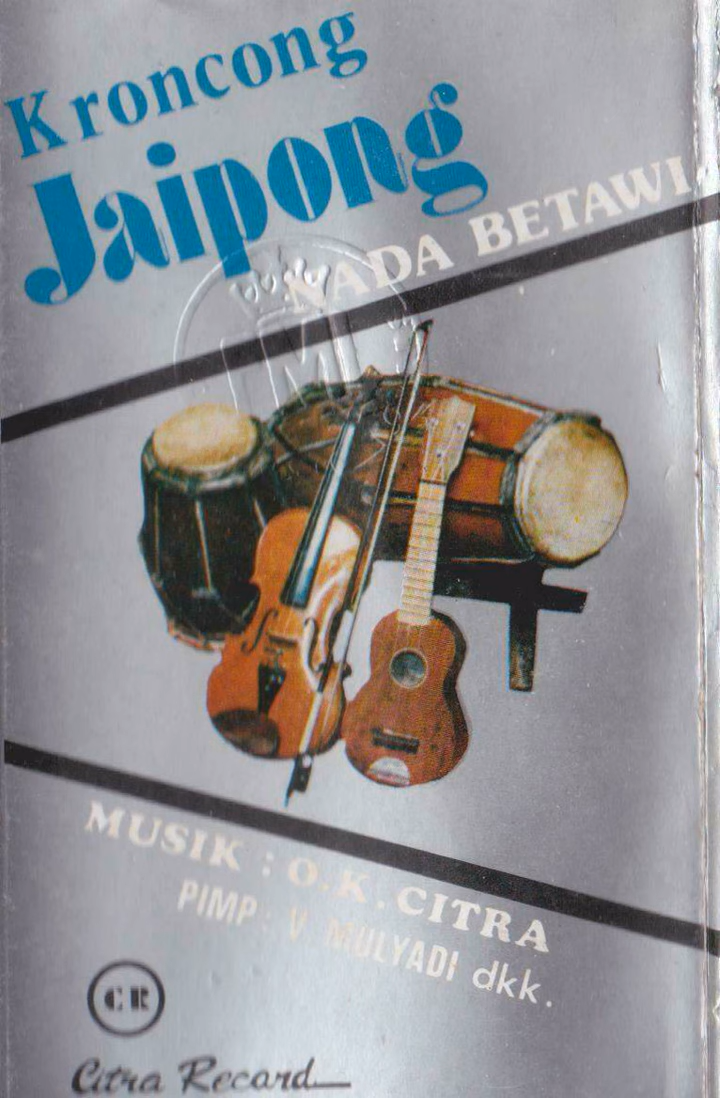 Kroncong
Jaipong
NADA BETAWI
MUSIK : O.K. CITRA
PIMP : V. MULYADI dkk.
CR
Citra Record